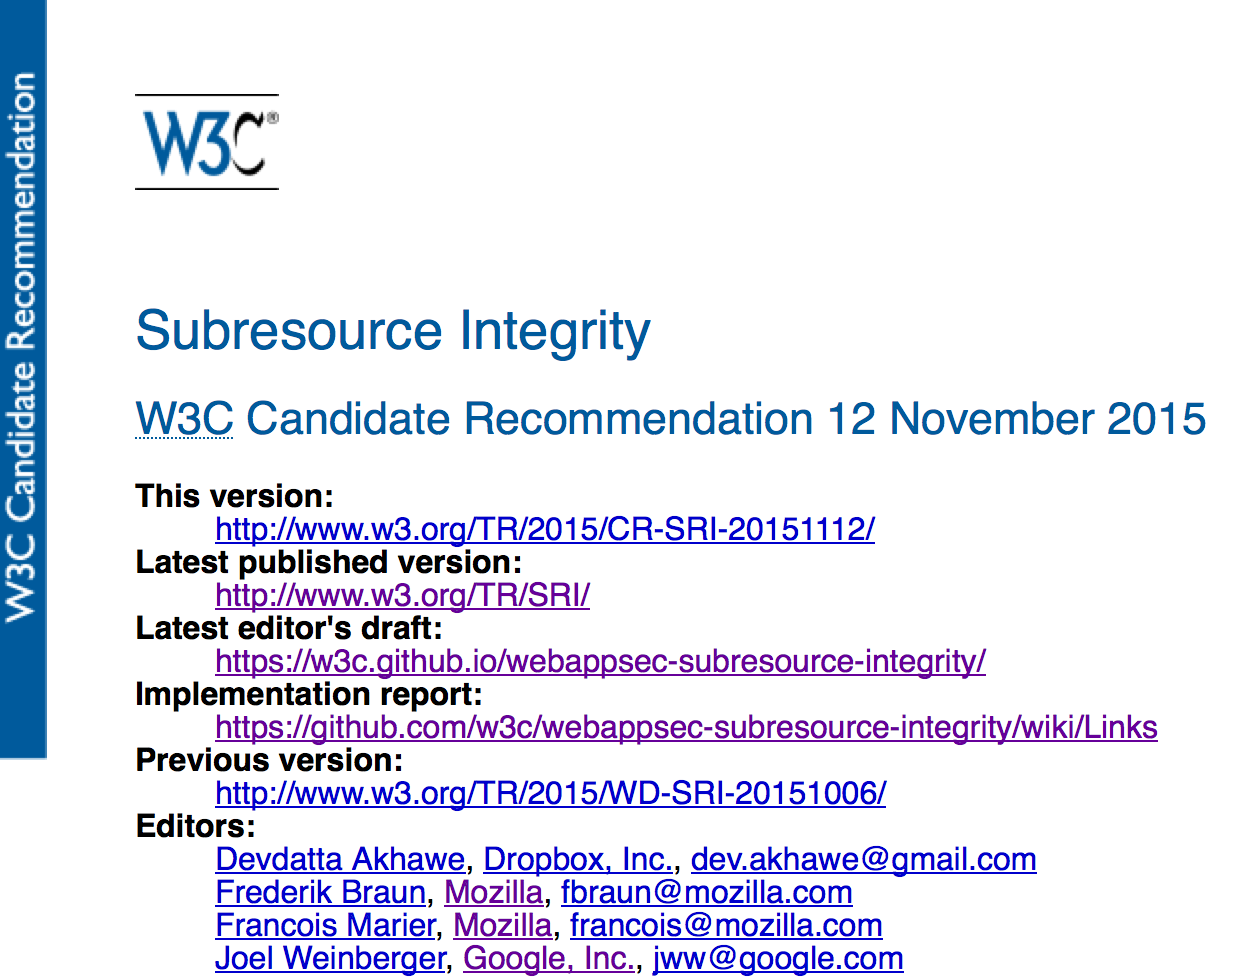 W3C Candidate Recommendation
W3C®
Subresource Integrity
W3C Candidate Recommendation 12 November 2015
This version:
http://www.w3.org/TR/2015/CR-SRI-20151112/
Latest published version:
http://www.w3.org/TR/SRI/
Latest editor's draft:
https://w3c.github.io/webappsec-subresource-integrity/
Implementation report:
https://github.com/w3c/webappsec-subresource-integrity/wiki/Links
Previous version:
http://www.w3.org/TR/2015/WD-SRI-20151006/
Editors:
Devdatta Akhawe, Dropbox, Inc., dev.akhawe@gmail.com
Frederik Braun, Mozilla, fbraun@mozilla.com
Francois Marier, Mozilla, francois@mozilla.com
Joel Weinberger, Google, Inc., jww@google.com